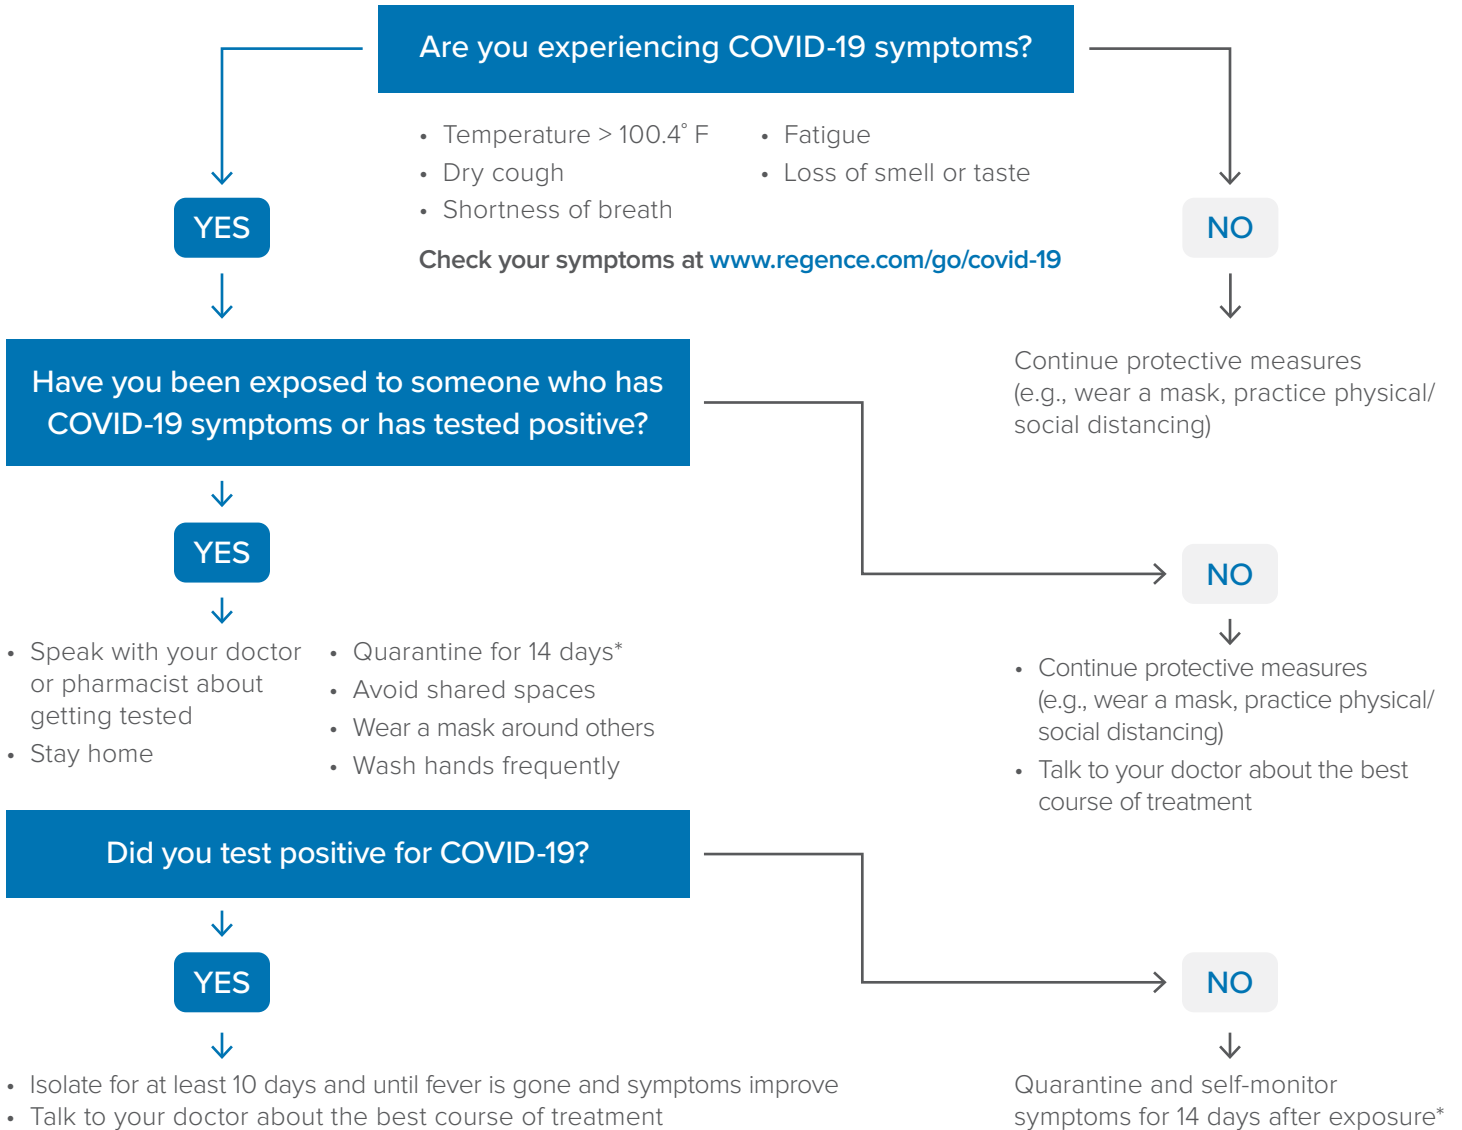 Are you experiencing COVID-19 symptoms?
• Temperature > 100.4° F
• Dry cough
• Shortness of breath
• Fatigue
• Loss of smell or taste
Check your symptoms at www.regence.com/go/covid-19
YES
NO
Continue protective measures
(e.g., wear a mask, practice physical/
social distancing)
Have you been exposed to someone who has
COVID-19 symptoms or has tested positive?
YES
NO
• Speak with your doctor
or pharmacist about
getting tested
• Stay home
• Quarantine for 14 days*
• Avoid shared spaces
• Wear a mask around others
• Wash hands frequently
• Continue protective measures
(e.g., wear a mask, practice physical/
social distancing)
• Talk to your doctor about the best
course of treatment
Did you test positive for COVID-19?
YES
NO
• Isolate for at least 10 days and until fever is gone and symptoms improve
• Talk to your doctor about the best course of treatment
Quarantine and self-monitor
symptoms for 14 days after exposure*